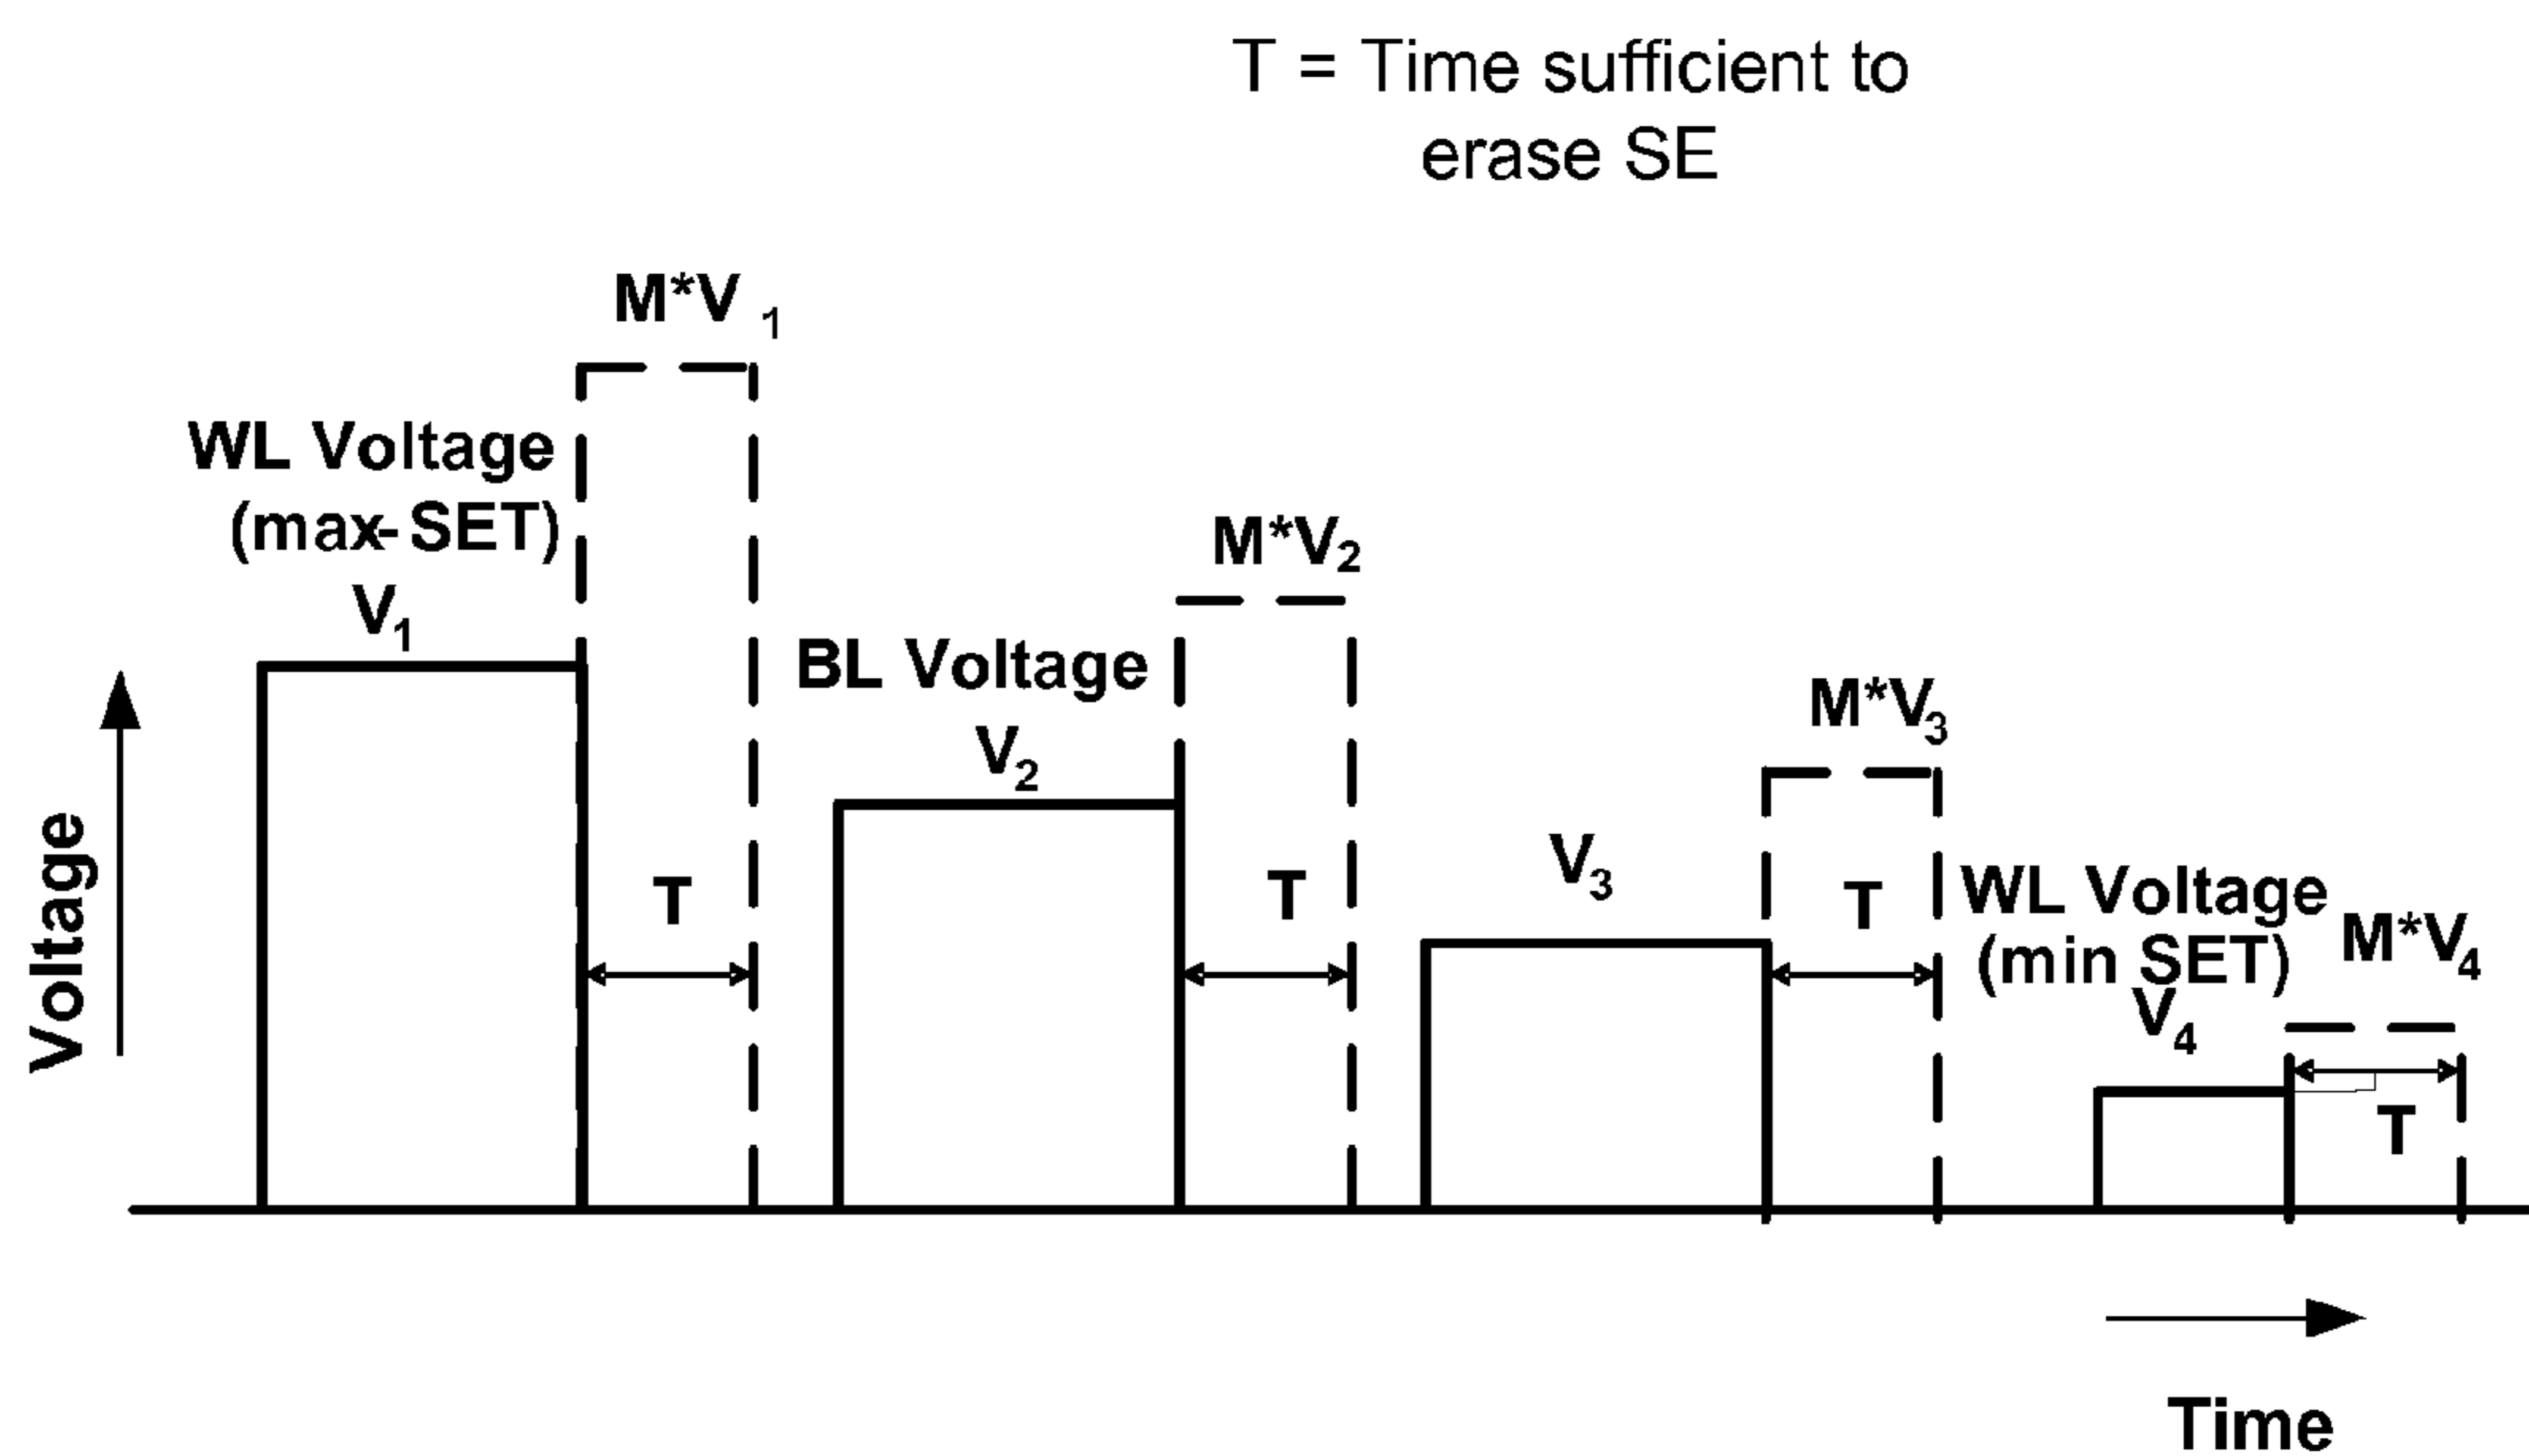 T = Time sufficient to
erase SE
M*V 1
WL Voltage
(max-SET)
V1
M*V2
BL Voltage
V2
M*V3
V3
WL Voltage
(min SET)
V4
M*V4
T
T
T
T
Voltage
Time